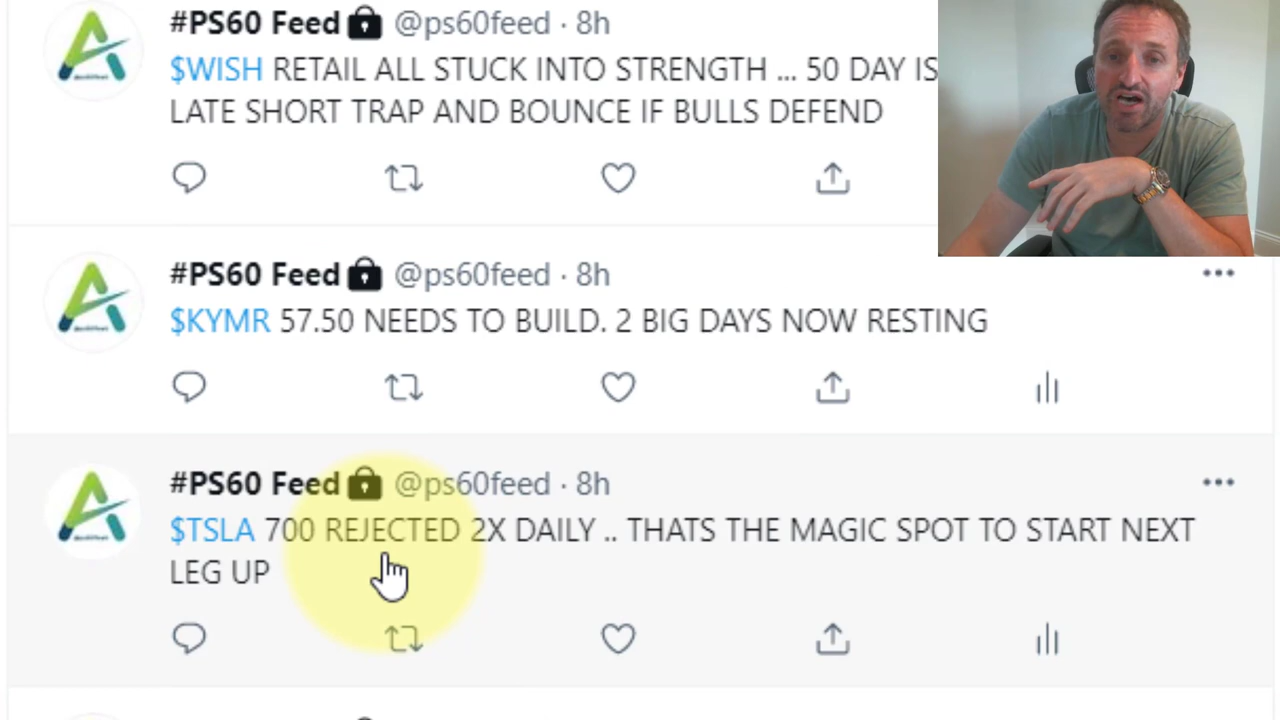 #PS60 Feed @ps60feed · 8h
$WISH RETAIL ALL STUCK INTO STRENGTH ... 50 DAY IS
LATE SHORT TRAP AND BOUNCE IF BULLS DEFEND
#PS60 Feed @ps60feed · 8h
$KYMR 57.50 NEEDS TO BUILD. 2 BIG DAYS NOW RESTING
#PS60 Feed @ps60feed · 8h
$TSLA 700 REJECTED 2X DAILY .. THATS THE MAGIC SPOT TO START NEXT
LEG UP